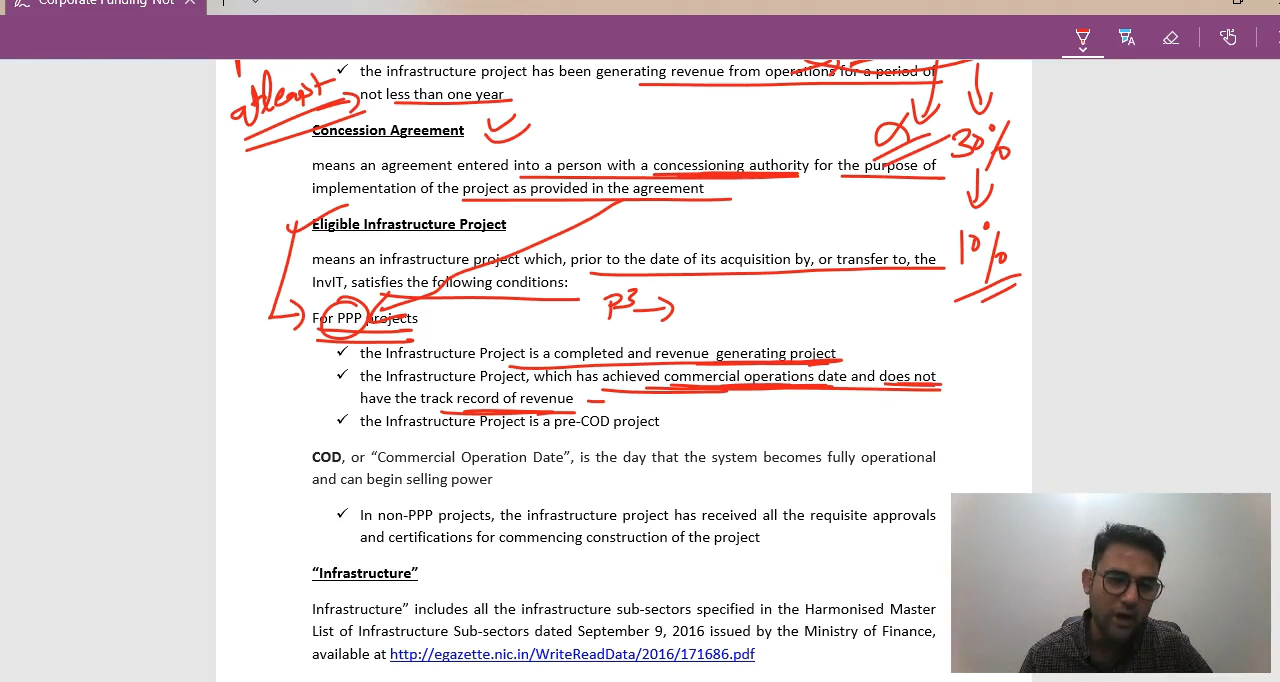 Corporate Funding Not
✓ the infrastructure project has been generating revenue from operations for a period of
not less than one year
attempt
Concession Agreement
30%
means an agreement entered into a person with a concessioning authority for the purpose of
implementation of the project as provided in the agreement
Eligible Infrastructure Project
10%
means an infrastructure project which, prior to the date of its acquisition by, or transfer to, the
InvIT, satisfies the following conditions:
P3
For PPP projects
✓ the Infrastructure Project is a completed and revenue generating project
✓ the Infrastructure Project, which has achieved commercial operations date and does not
have the track record of revenue
✓ the Infrastructure Project is a pre-COD project
COD, or “Commercial Operation Date”, is the day that the system becomes fully operational
and can begin selling power
✓ In non-PPP projects, the infrastructure project has received all the requisite approvals
and certifications for commencing construction of the project
“Infrastructure”
Infrastructure” includes all the infrastructure sub-sectors specified in the Harmonised Master
List of Infrastructure Sub-sectors dated September 9, 2016 issued by the Ministry of Finance,
available at http://egazette.nic.in/WriteReadData/2016/171686.pdf